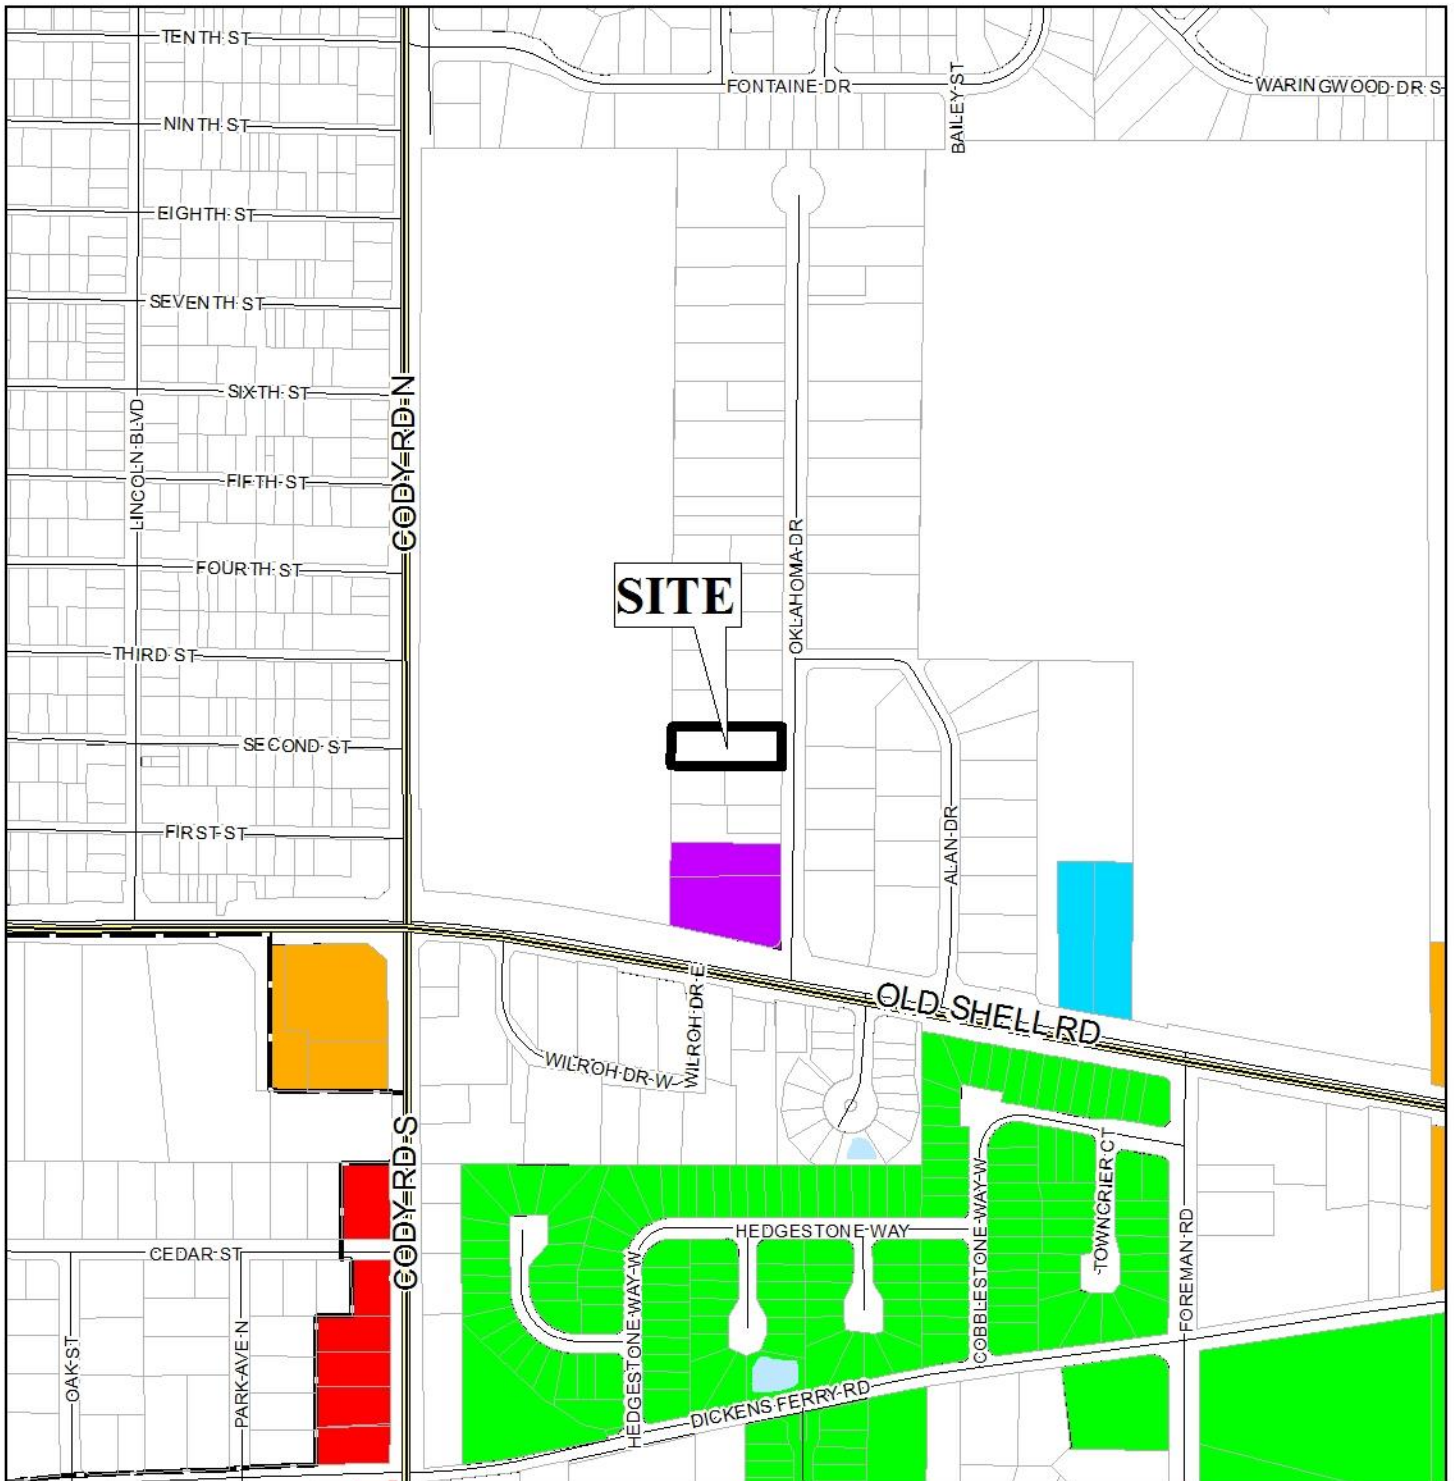 TENTH ST
FONTAINE DR
BAILEY ST
WARINGWOOD DR S
NINTH ST
EIGHTH ST
SEVENTH ST
SIXTH ST
LINCOLN BLVD
CODY RD N
FIFTH ST
OKLAHOMA DR
FOURTH ST
SITE
THIRD ST
SECOND ST
FIRST ST
ALAN DR
WILROH DR E
OLD SHELL RD
WILROH DR W
CODY RD S
COBBLESTONE WAY W
TOWNCRIER CT
HEDGESTONE WAY
FOREMAN RD
CEDAR ST
HEDGESTONE WAY W
OAK ST
PARK AVE N
DICKENS FERRY RD